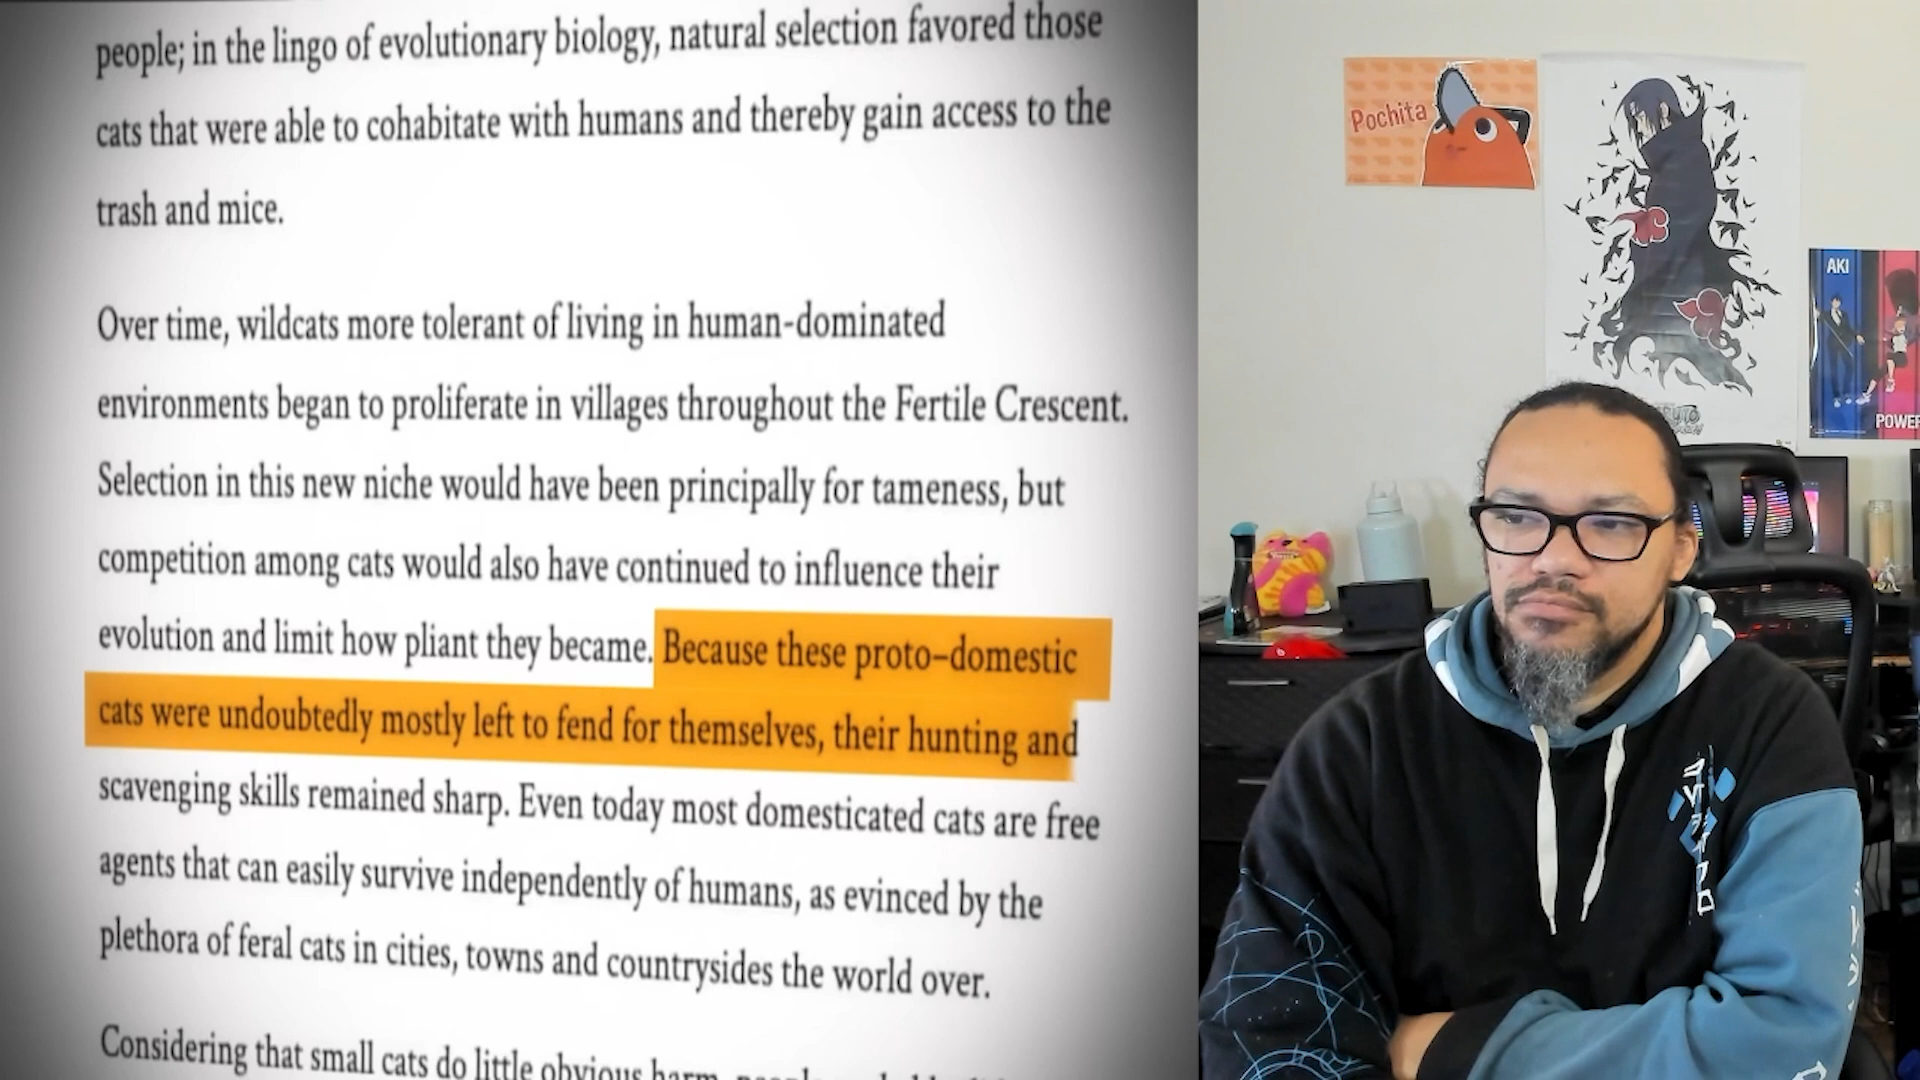 people; in the lingo of evolutionary biology, natural selection favored those
cats that were able to cohabitate with humans and thereby gain access to the
trash and mice.
Over time, wildcats more tolerant of living in human-dominated
environments began to proliferate in villages throughout the Fertile Crescent.
Selection in this new niche would have been principally for tameness, but
competition among cats would also have continued to influence their
evolution and limit how pliant they became. Because these proto–domestic
cats were undoubtedly mostly left to fend for themselves, their hunting and
scavenging skills remained sharp. Even today most domesticated cats are free
agents that can easily survive independently of humans, as evinced by the
plethora of feral cats in cities, towns and countrysides the world over.
Considering that small cats do little obvious harm,
Pochita
AKI
POWER